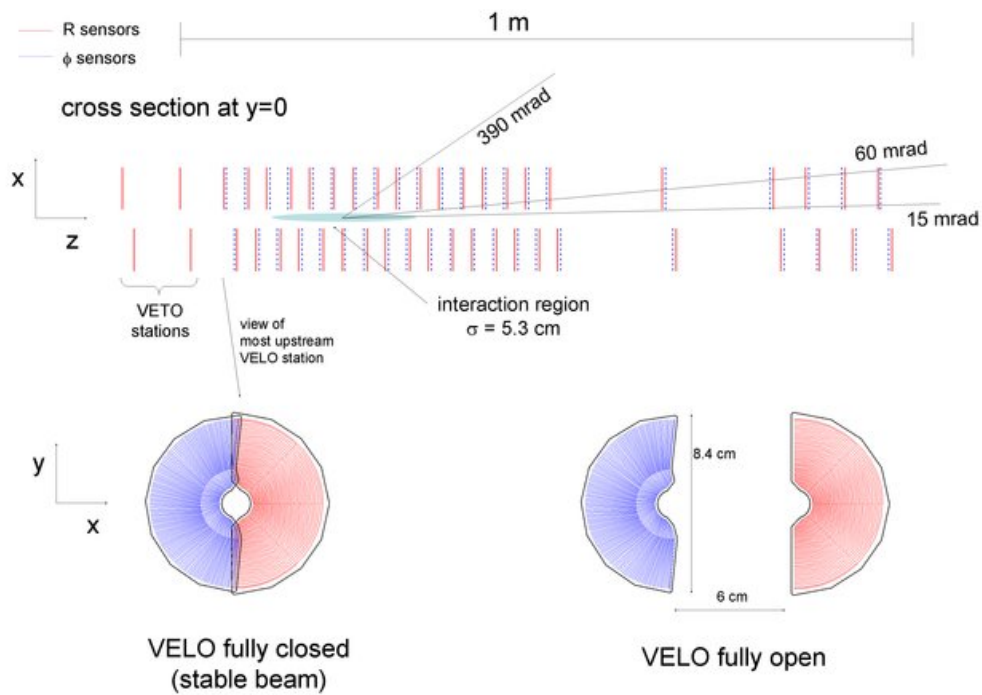 R sensors
ϕ sensors
1 m
cross section at y=0
390 mrad
60 mrad
15 mrad
x
z
VETO
stations
view of
most upstream
VELO station
interaction region
σ = 5.3 cm
y
x
8.4 cm
6 cm
VELO fully closed
(stable beam)
VELO fully open